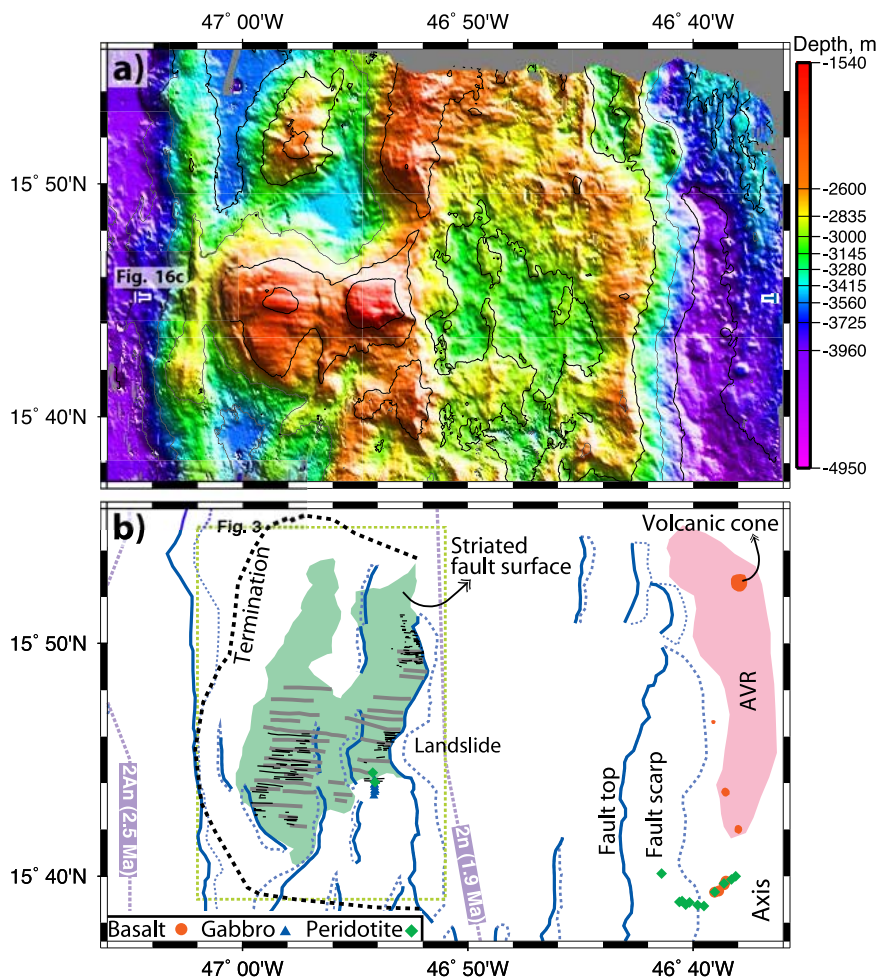 47° 00'W
46° 50'W
46° 40'W
a)
Depth, m
-1540
-2600
-2835
-3000
-3145
-3280
-3415
-3560
-3725
-3960
-4950
15° 50'N
Fig. 16c
15° 40'N
b)
Fig. 3
Termination
Striated
fault surface
Volcanic cone
15° 50'N
AVR
Landslide
2An (2.5 Ma)
2n (1.9 Ma)
Fault top
Fault scarp
15° 40'N
Axis
Basalt Gabbro Peridotite
47° 00'W
46° 50'W
46° 40'W